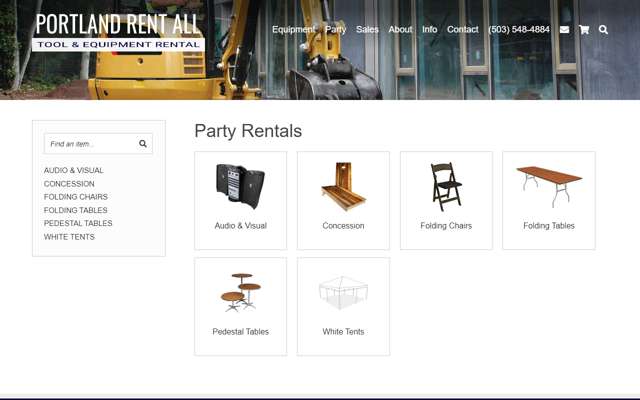 PORTLAND RENT ALL
TOOL & EQUIPMENT RENTAL
Equipment Party Sales About Info Contact (503) 548-4884
Find an item...
AUDIO & VISUAL
CONCESSION
FOLDING CHAIRS
FOLDING TABLES
PEDESTAL TABLES
WHITE TENTS
Party Rentals
Audio & Visual
Concession
Folding Chairs
Folding Tables
Pedestal Tables
White Tents